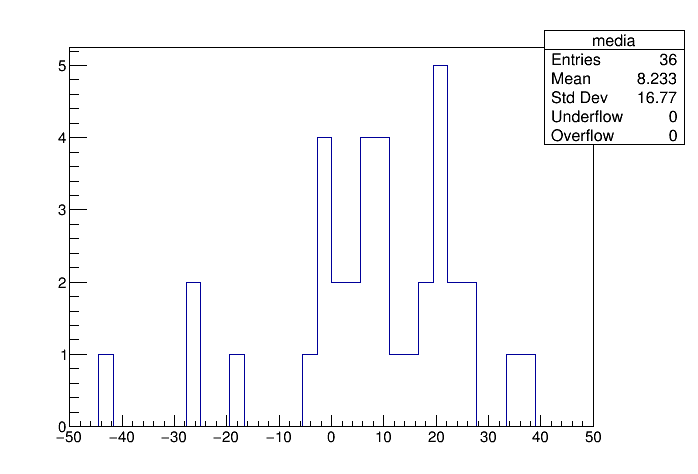 media
Entries 36
Mean 8.233
Std Dev 16.77
Underflow 0
Overflow 0
5
4
3
2
1
0
−50 −40 −30 −20 −10 0 10 20 30 40 50